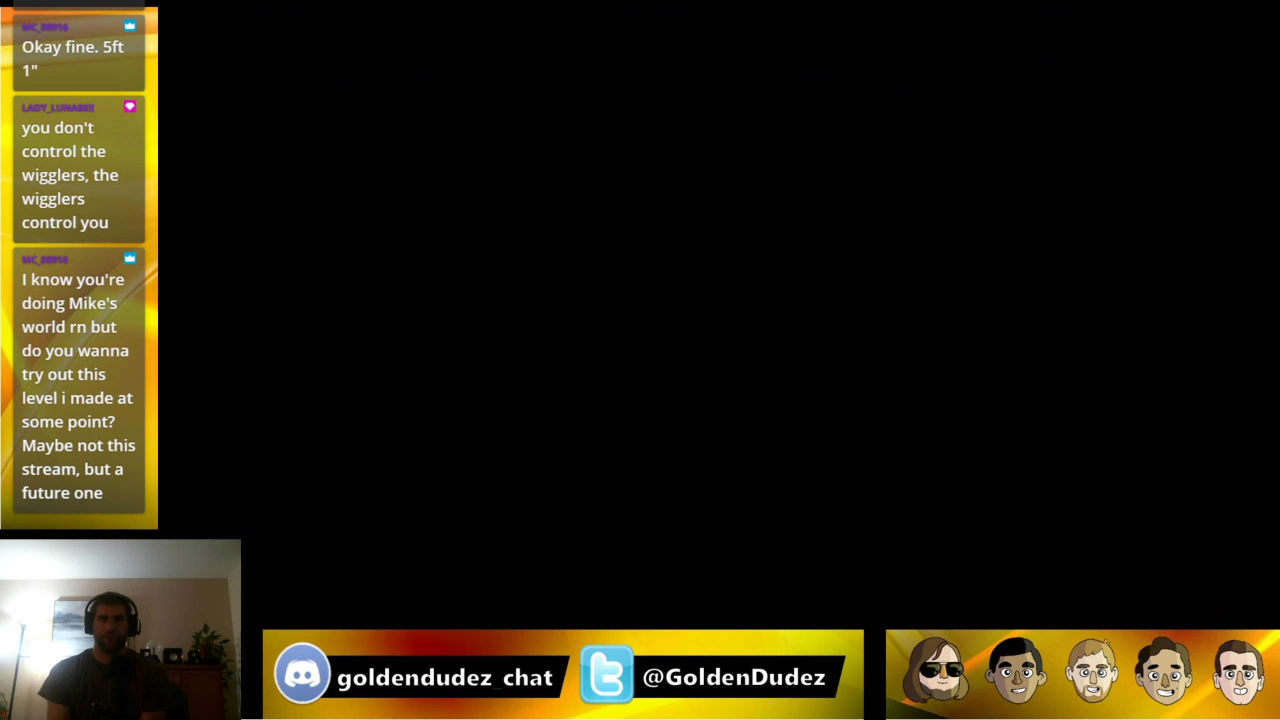 Okay fine. 5ft
1"
LADY_LUNABEE
you don't
control the
wigglers, the
wigglers
control you
I know you're
doing Mike's
world rn but
do you wanna
try out this
level i made at
some point?
Maybe not this
stream, but a
future one
goldendudez_chat
@GoldenDudez